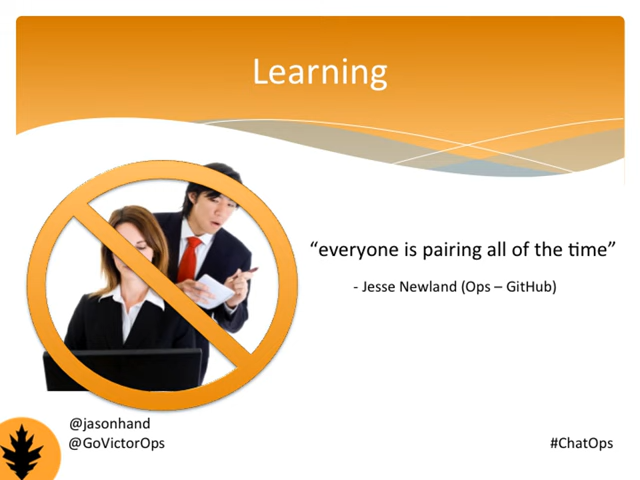 Learning
“everyone is pairing all of the time”
- Jesse Newland (Ops – GitHub)
@jasonhand
@GoVictorOps
#ChatOps